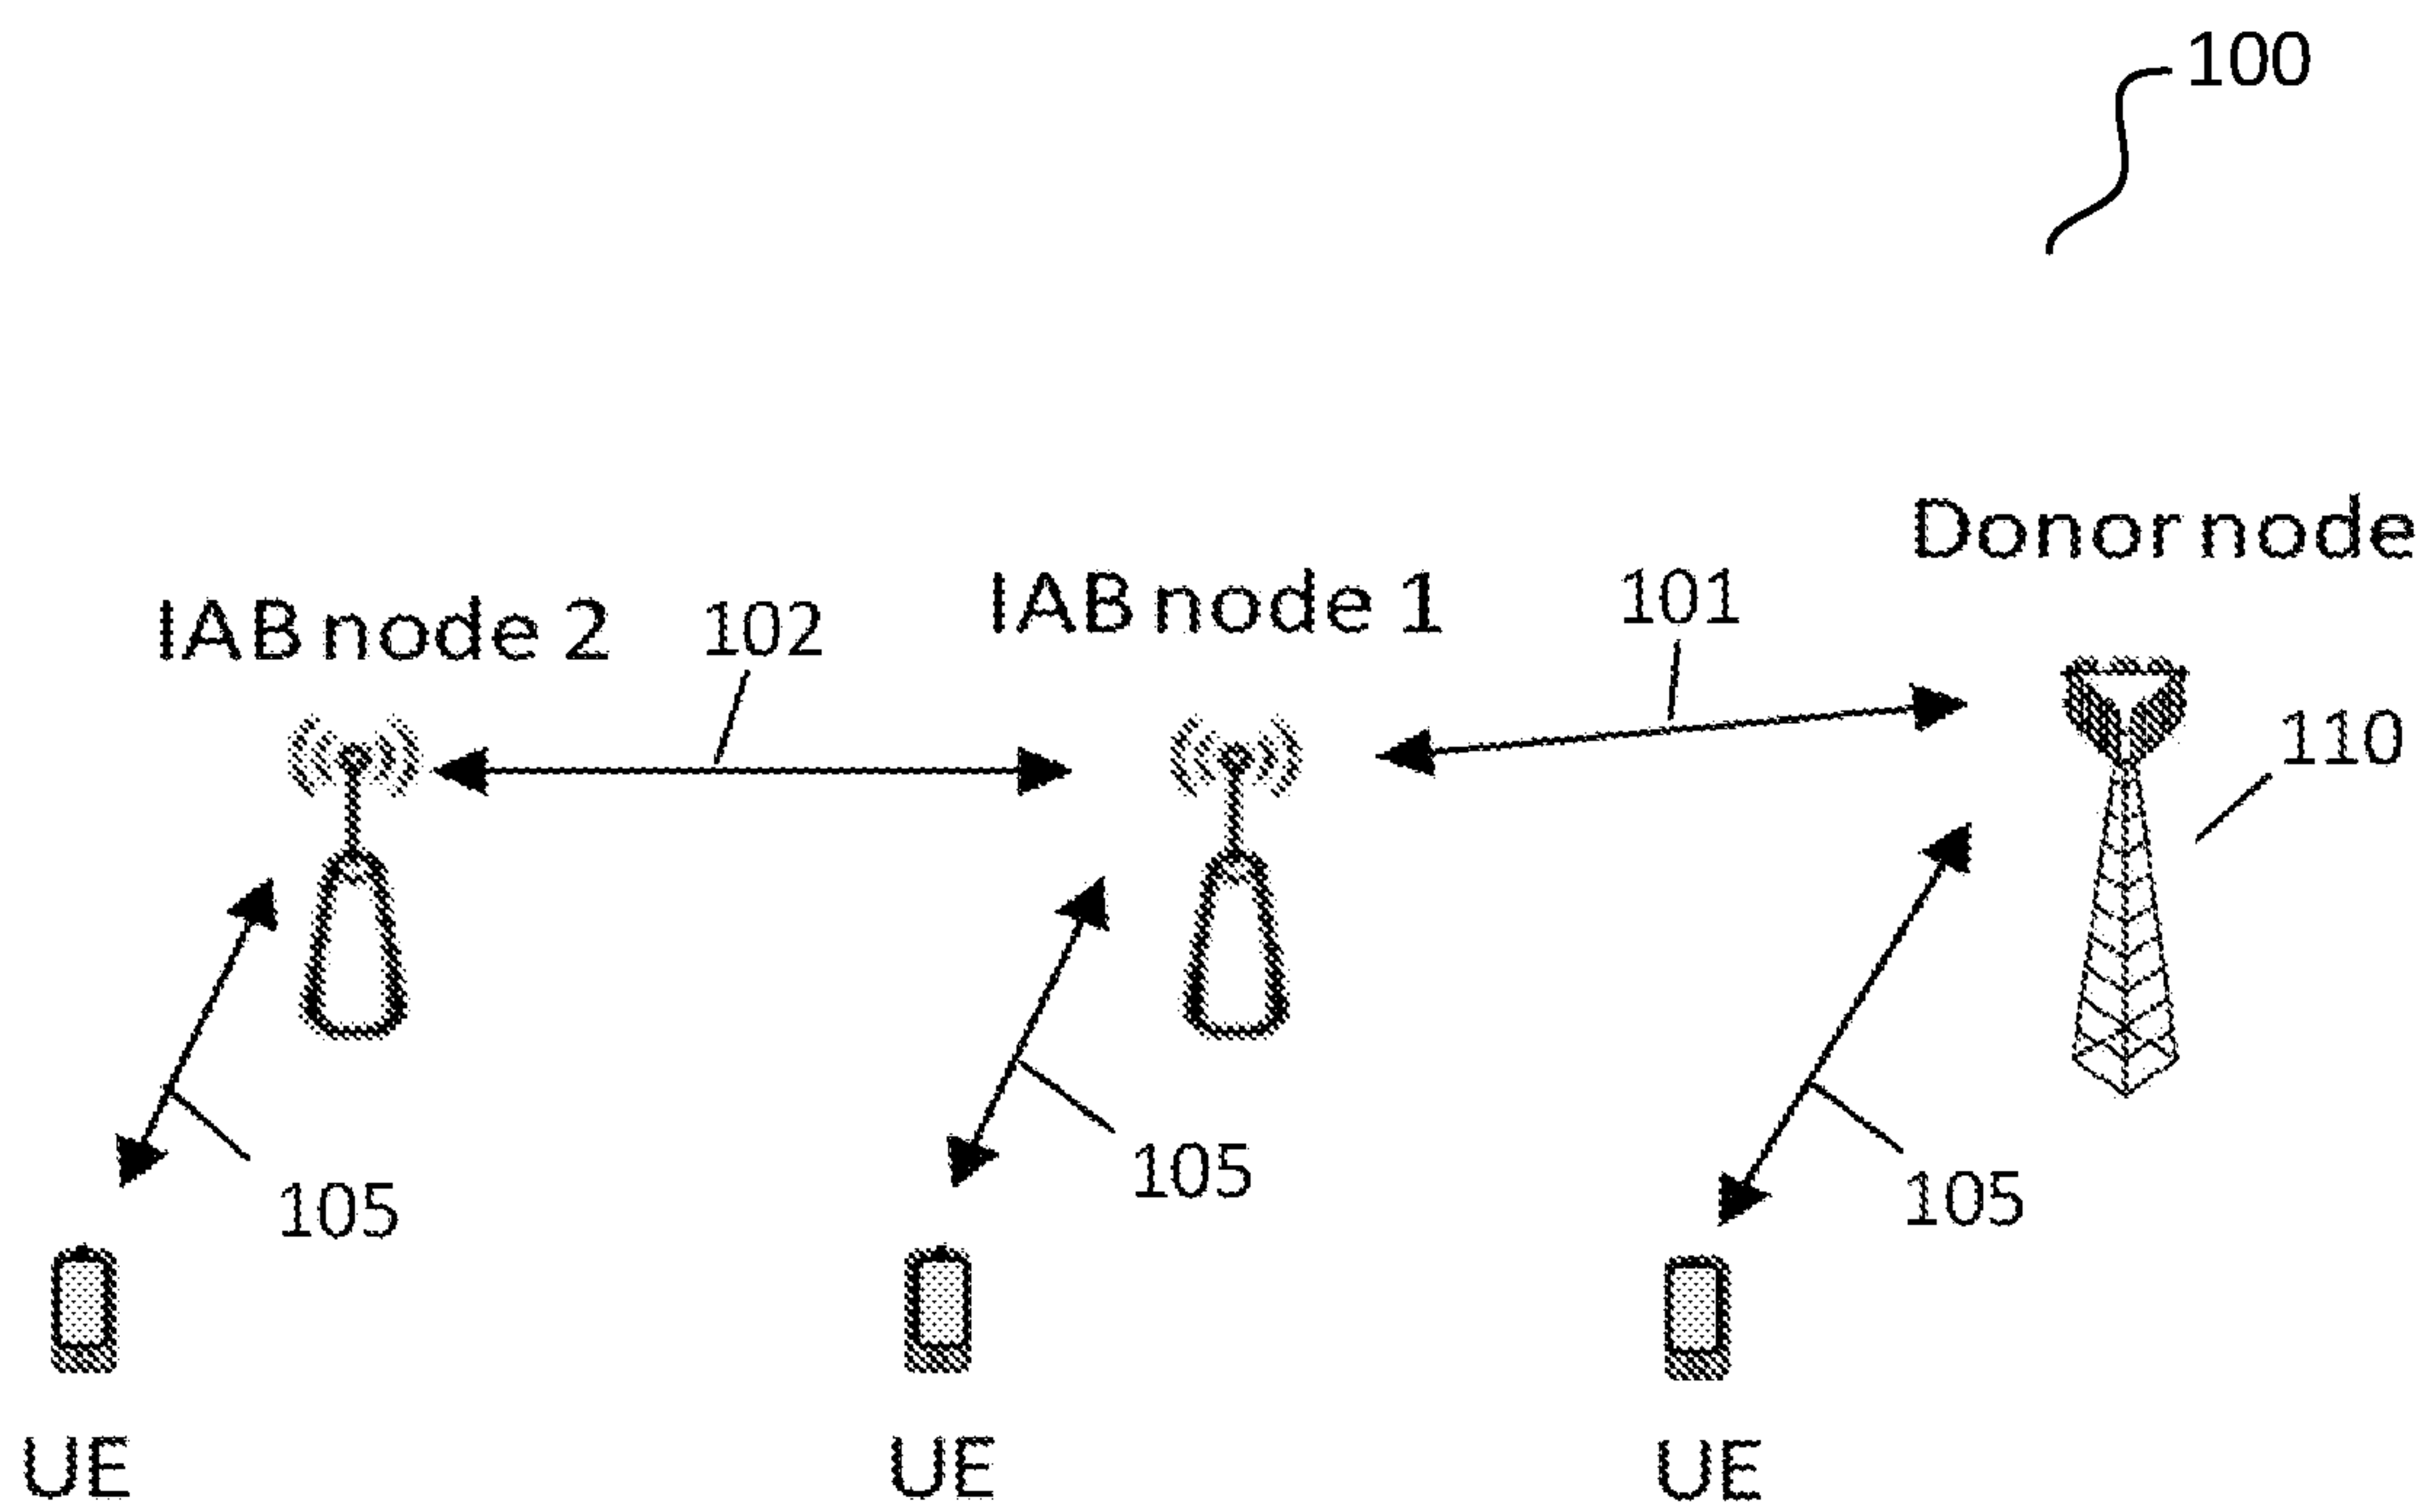 100
Donor node
IAB node 2
102
IAB node 1
101
110
105
105
105
UE
UE
UE